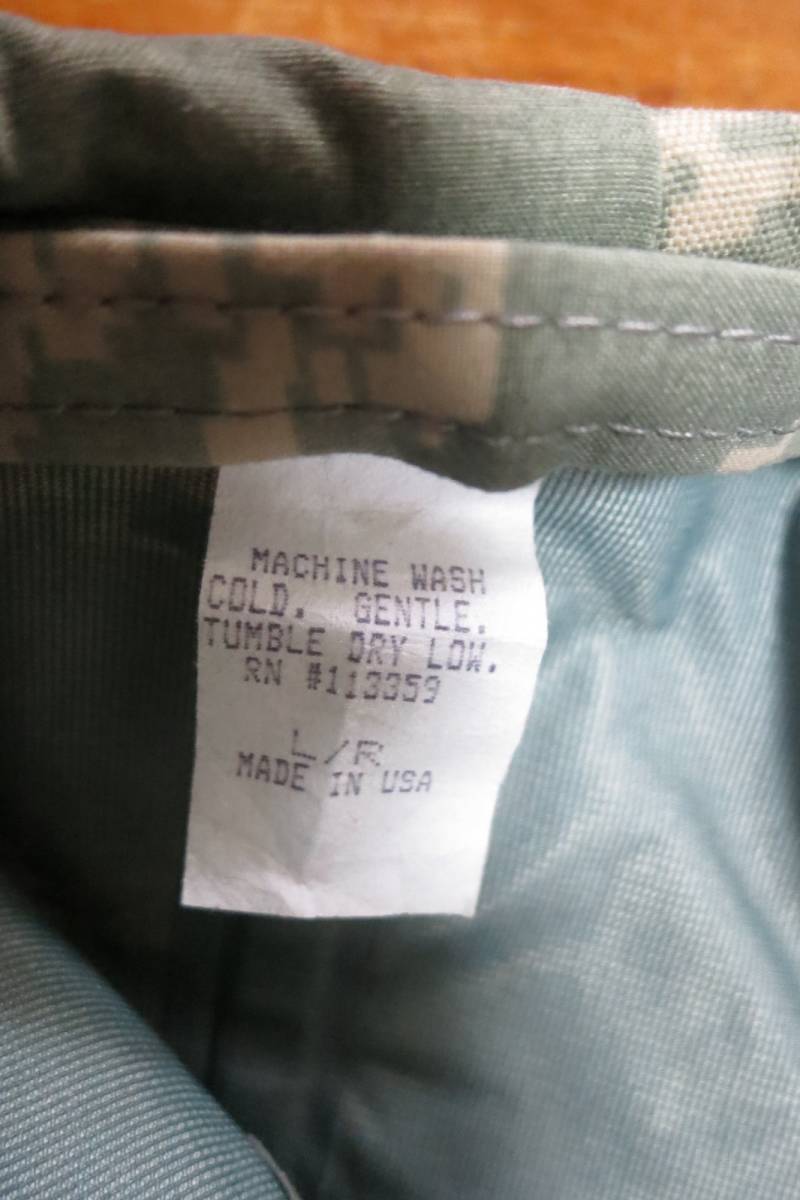 MACHINE WASH
COLD. GENTLE.
TUMBLE DRY LOW.
RN #113359
L/R
MADE IN USA